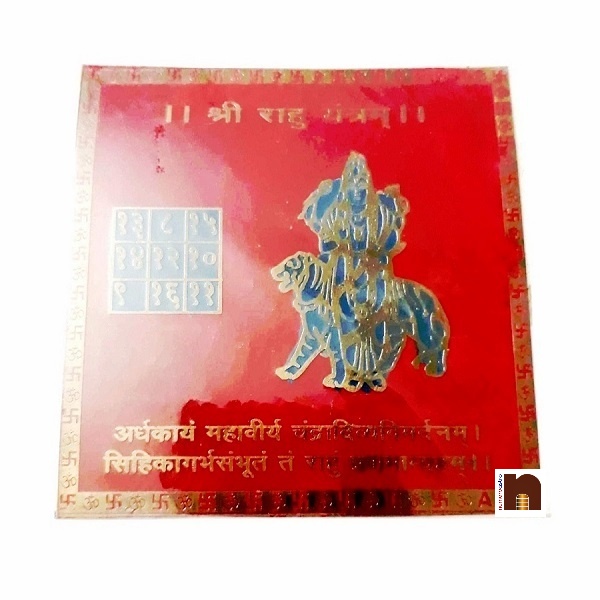 ।। श्री राहु यंत्रम् ।।
१३ ८ १५
१४ १२ १०
९ १६ ११
अर्धकायं महावीर्य
सिंहिकागर्भसंभूतं तं राहुं
n